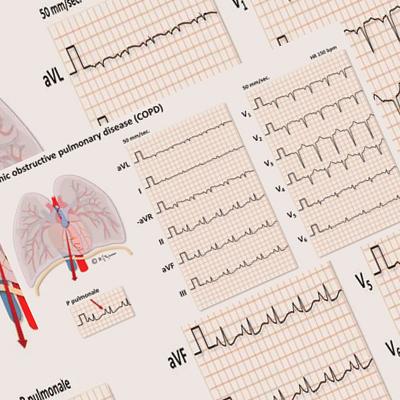 50 mm/sec.
V1
aVL
nic obstructive pulmonary disease (COPD)
50 mm/sec.
aVL
I
-aVR
II
aVF
III
50 mm/sec.
HR 150 bpm
V1
V2
V3
V4
V5
V6
P pulmonale
aVF
V5
V6
P pulmonale